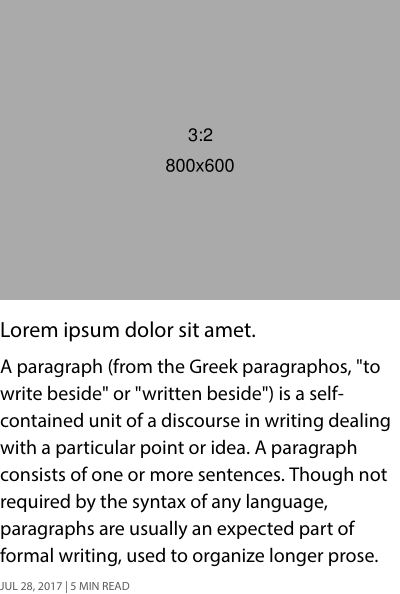 3:2
800x600
Lorem ipsum dolor sit amet.
A paragraph (from the Greek paragraphos, "to
write beside" or "written beside") is a self-
contained unit of a discourse in writing dealing
with a particular point or idea. A paragraph
consists of one or more sentences. Though not
required by the syntax of any language,
paragraphs are usually an expected part of
formal writing, used to organize longer prose.
JUL 28, 2017 | 5 MIN READ